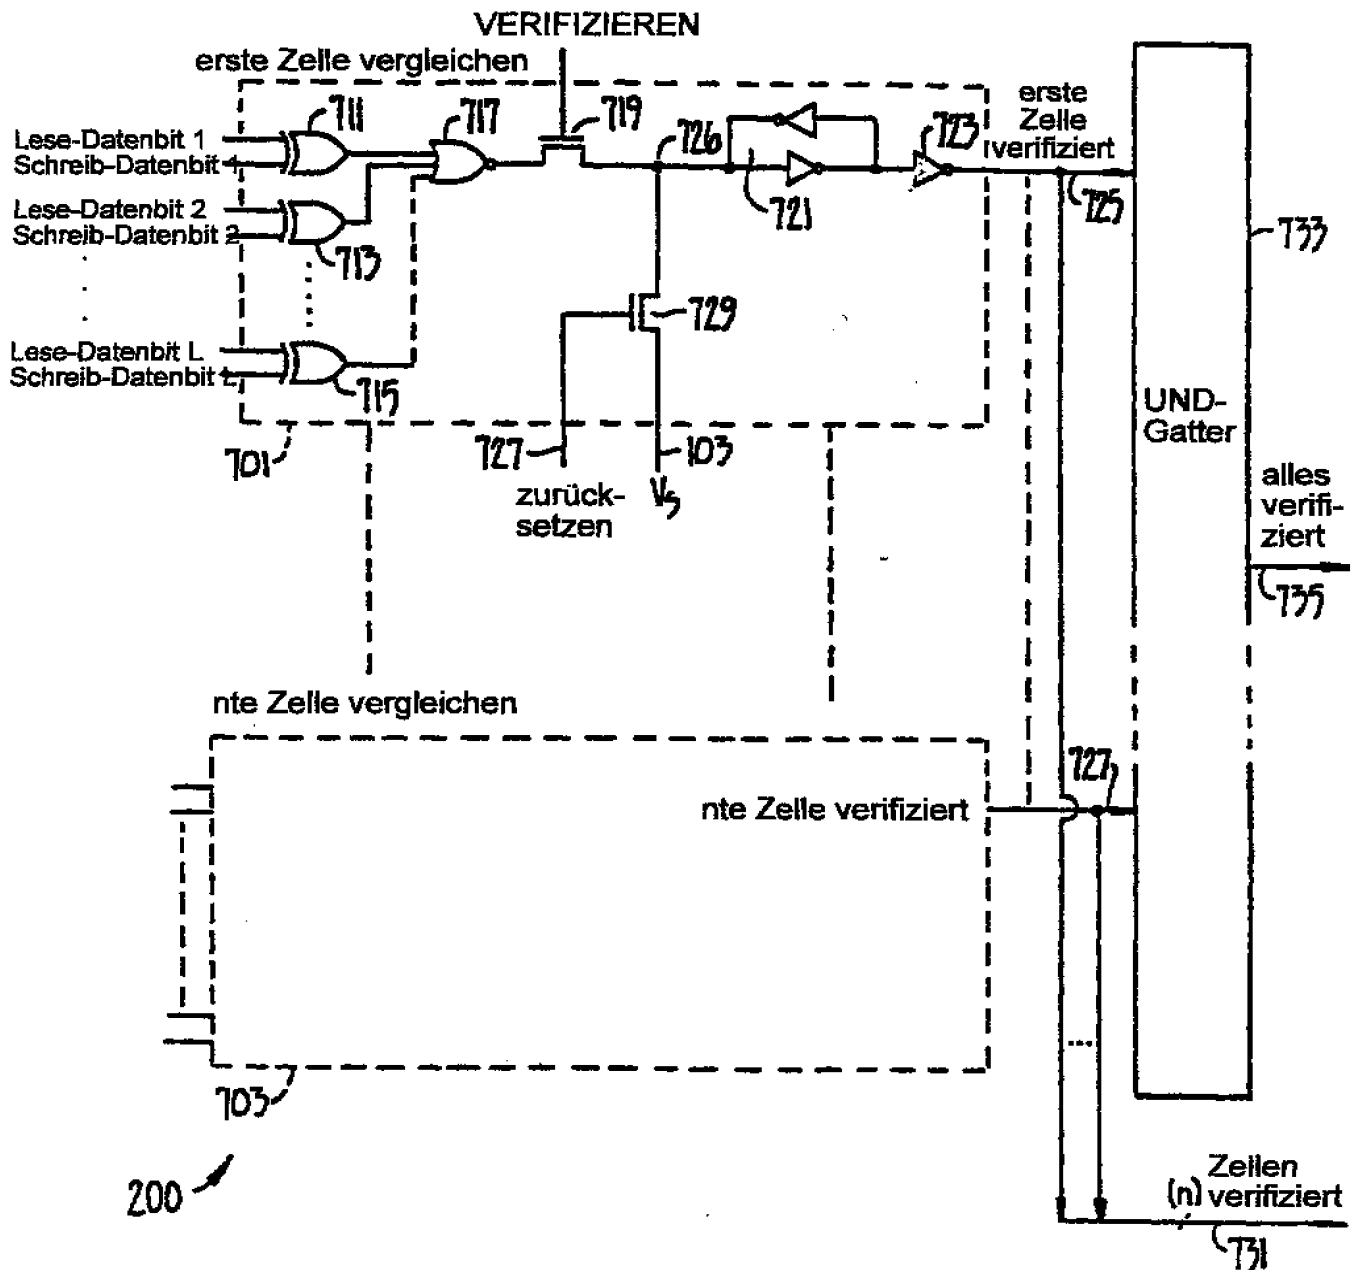 VERIFIZIEREN
erste Zelle vergleichen
711
717
719
726
723
erste
Zelle
verifiziert
Lese-Datenbit 1
Schreib-Datenbit 1
721
725
733
Lese-Datenbit 2
Schreib-Datenbit 2
713
729
Lese-Datenbit L
Schreib-Datenbit L
715
UND-
Gatter
701
727
103
zurück-
setzen
Vs
alles
verifi-
ziert
735
nte Zelle vergleichen
727
nte Zelle verifiziert
703
200
(n) Zellen
verifiziert
731